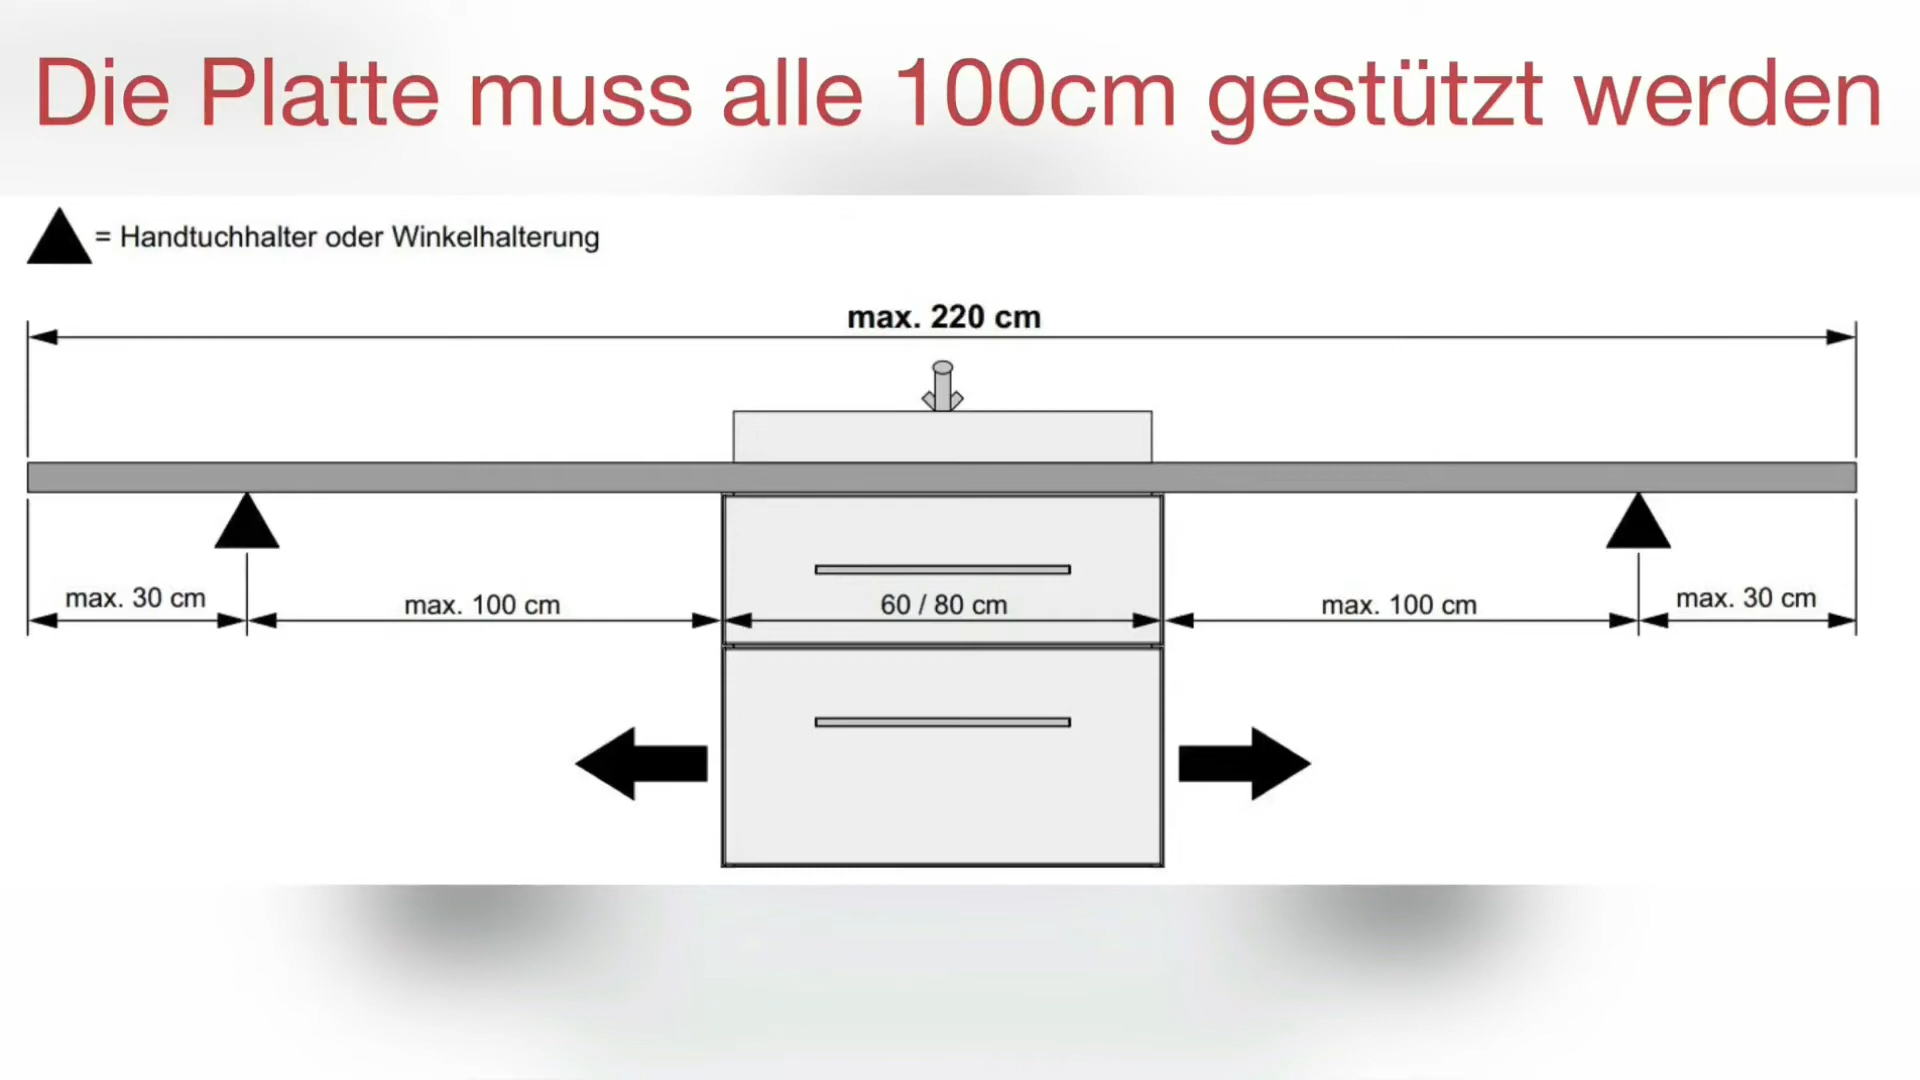 Die Platte muss alle 100cm gestützt werden
= Handtuchhalter oder Winkelhalterung
max. 220 cm
max. 30 cm
max. 100 cm
60 / 80 cm
max. 100 cm
max. 30 cm